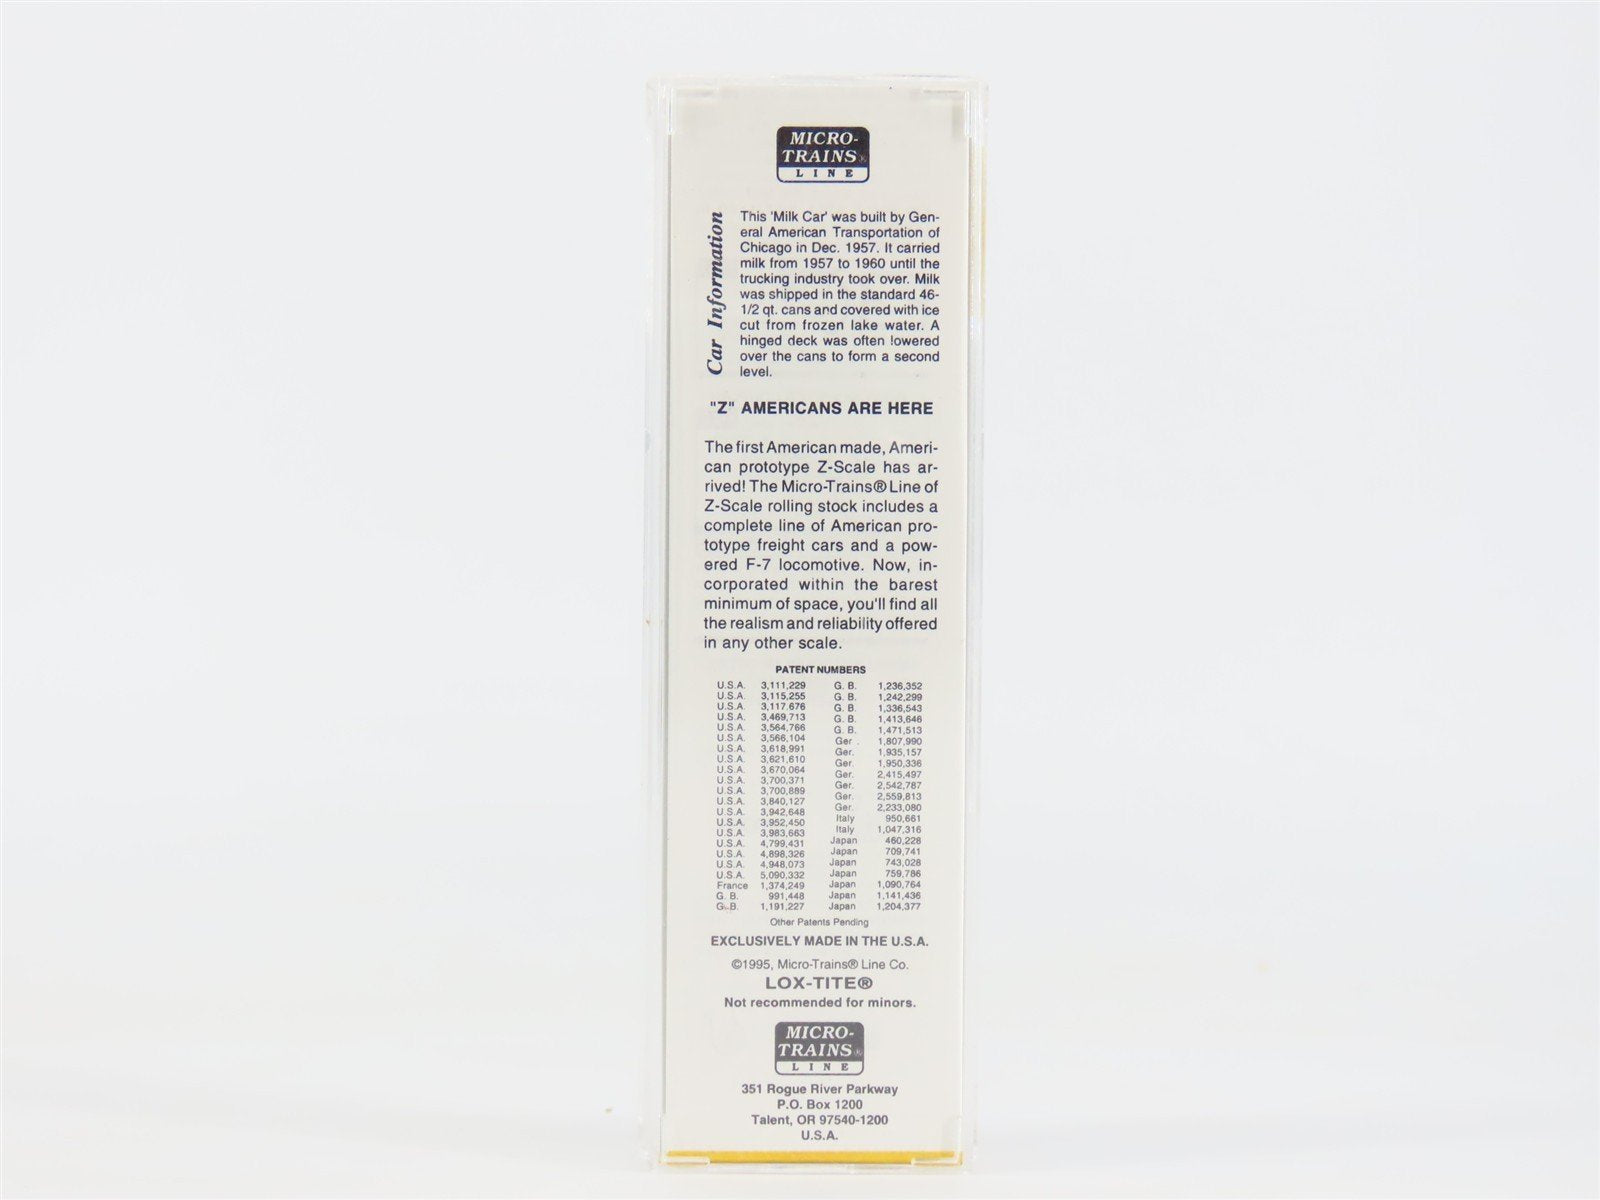 MICRO-
TRAINS®
LINE
Car Information
This 'Milk Car' was built by Gen-
eral American Transportation of
Chicago in Dec. 1957. It carried
milk from 1957 to 1960 until the
trucking industry took over. Milk
was shipped in the standard 46-
1/2 qt. cans and covered with ice
cut from frozen lake water. A
hinged deck was often lowered
over the cans to form a second
level.
"Z" AMERICANS ARE HERE
The first American made, Ameri-
can prototype Z-Scale has ar-
rived! The Micro-Trains® Line of
Z-Scale rolling stock includes a
complete line of American pro-
totype freight cars and a pow-
ered F-7 locomotive. Now, in-
corporated within the barest
minimum of space, you'll find all
the realism and reliability offered
in any other scale.
PATENT NUMBERS
U.S.A. 3,111,229 G. B. 1,236,352
U.S.A. 3,115,255 G. B. 1,242,299
U.S.A. 3,117,676 G. B. 1,336,543
U.S.A. 3,469,713 G. B. 1,413,646
U.S.A. 3,564,766 G. B. 1,471,513
U.S.A. 3,566,104 Ger. 1,807,990
U.S.A. 3,618,991 Ger. 1,935,157
U.S.A. 3,621,610 Ger. 1,950,336
U.S.A. 3,670,064 Ger. 2,415,497
U.S.A. 3,700,371 Ger. 2,542,787
U.S.A. 3,700,889 Ger. 2,559,813
U.S.A. 3,840,127 Ger. 2,233,080
U.S.A. 3,942,648 Italy 950,661
U.S.A. 3,952,450 Italy 1,047,316
U.S.A. 3,983,663 Japan 460,228
U.S.A. 4,799,431 Japan 709,741
U.S.A. 4,898,326 Japan 743,028
U.S.A. 4,948,073 Japan 759,786
U.S.A. 5,090,332 Japan 1,090,764
France 1,374,249 Japan 1,141,436
G. B. 991,448 Japan 1,204,377
G. B. 1,191,227
Other Patents Pending
EXCLUSIVELY MADE IN THE U.S.A.
©1995, Micro-Trains® Line Co.
LOX-TITE®
Not recommended for minors.
MICRO-
TRAINS®
LINE
351 Rogue River Parkway
P.O. Box 1200
Talent, OR 97540-1200
U.S.A.